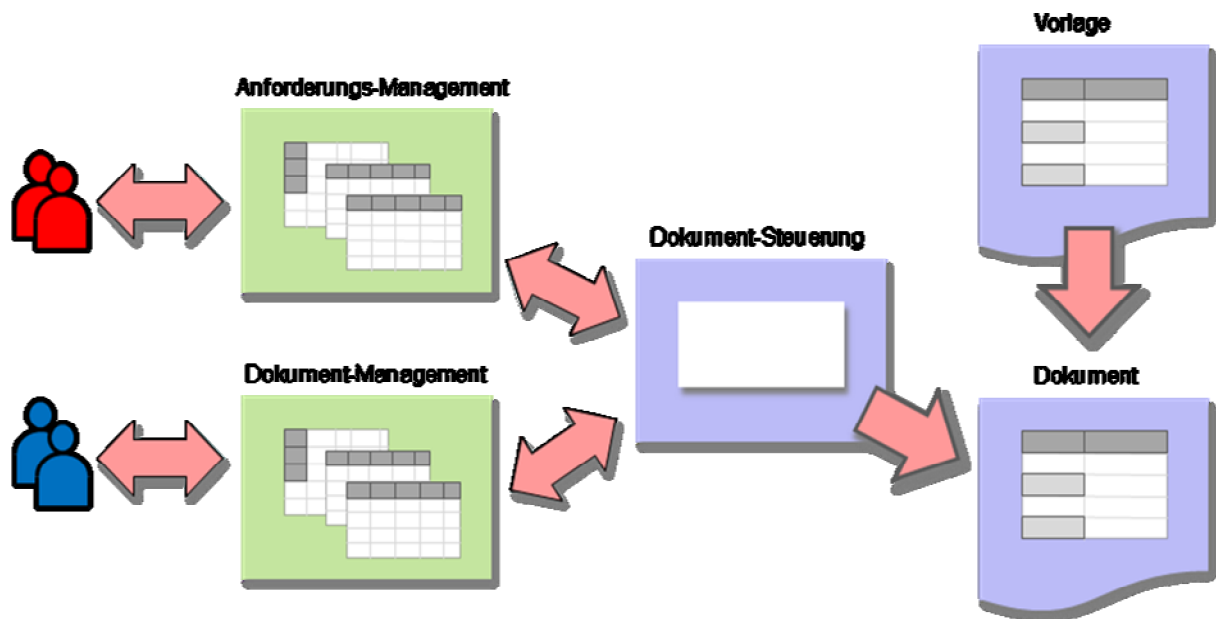 Vorlage
Anforderungs-Management
Dokument-Steuerung
Dokument-Management
Dokument